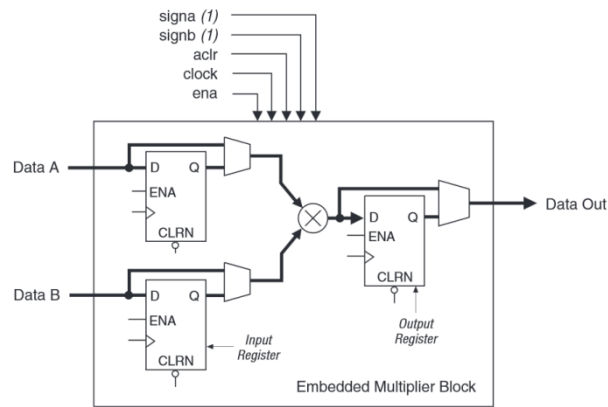 signa (1)
signb (1)
aclr
clock
ena
Data A
D Q
ENA
CLRN
Data B
D Q
ENA
CLRN
Input
Register
D Q
ENA
CLRN
Output
Register
Data Out
Embedded Multiplier Block